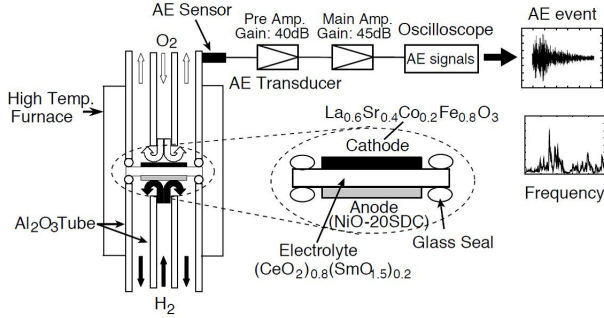 AE Sensor
O2
Pre Amp.
Gain: 40dB
Main Amp.
Gain: 45dB
Oscilloscope
AE signals
AE event
AE Transducer
High Temp.
Furnace
La0.6Sr0.4Co0.2Fe0.8O3
Cathode
Frequency
Anode
(NiO-20SDC)
Al2O3Tube
Glass Seal
Electrolyte
(CeO2)0.8(SmO1.5)0.2
H2